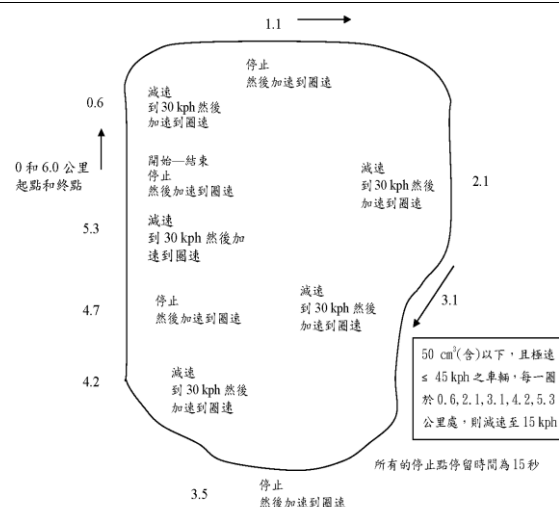 1.1
停止
然後加速到圈速
減速
到 30 kph 然後
加速到圈速
0.6
0 和 6.0 公里
起點和終點
開始—結束
停止
然後加速到圈速
減速
到 30 kph 然後
加速到圈速
2.1
5.3
減速
到 30 kph 然後加
速到圈速
3.1
4.7
停止
然後加速到圈速
減速
到 30 kph 然後
加速到圈速
4.2
減速
到 30 kph 然後
加速到圈速
50 cm³(含)以下,且極速
≤ 45 kph 之車輛,每一圈
於 0.6,2.1,3.1,4.2,5.3
公里處,則減速至 15 kph
所有的停止點停留時間為 15 秒
3.5
停止
然後加速到圈速